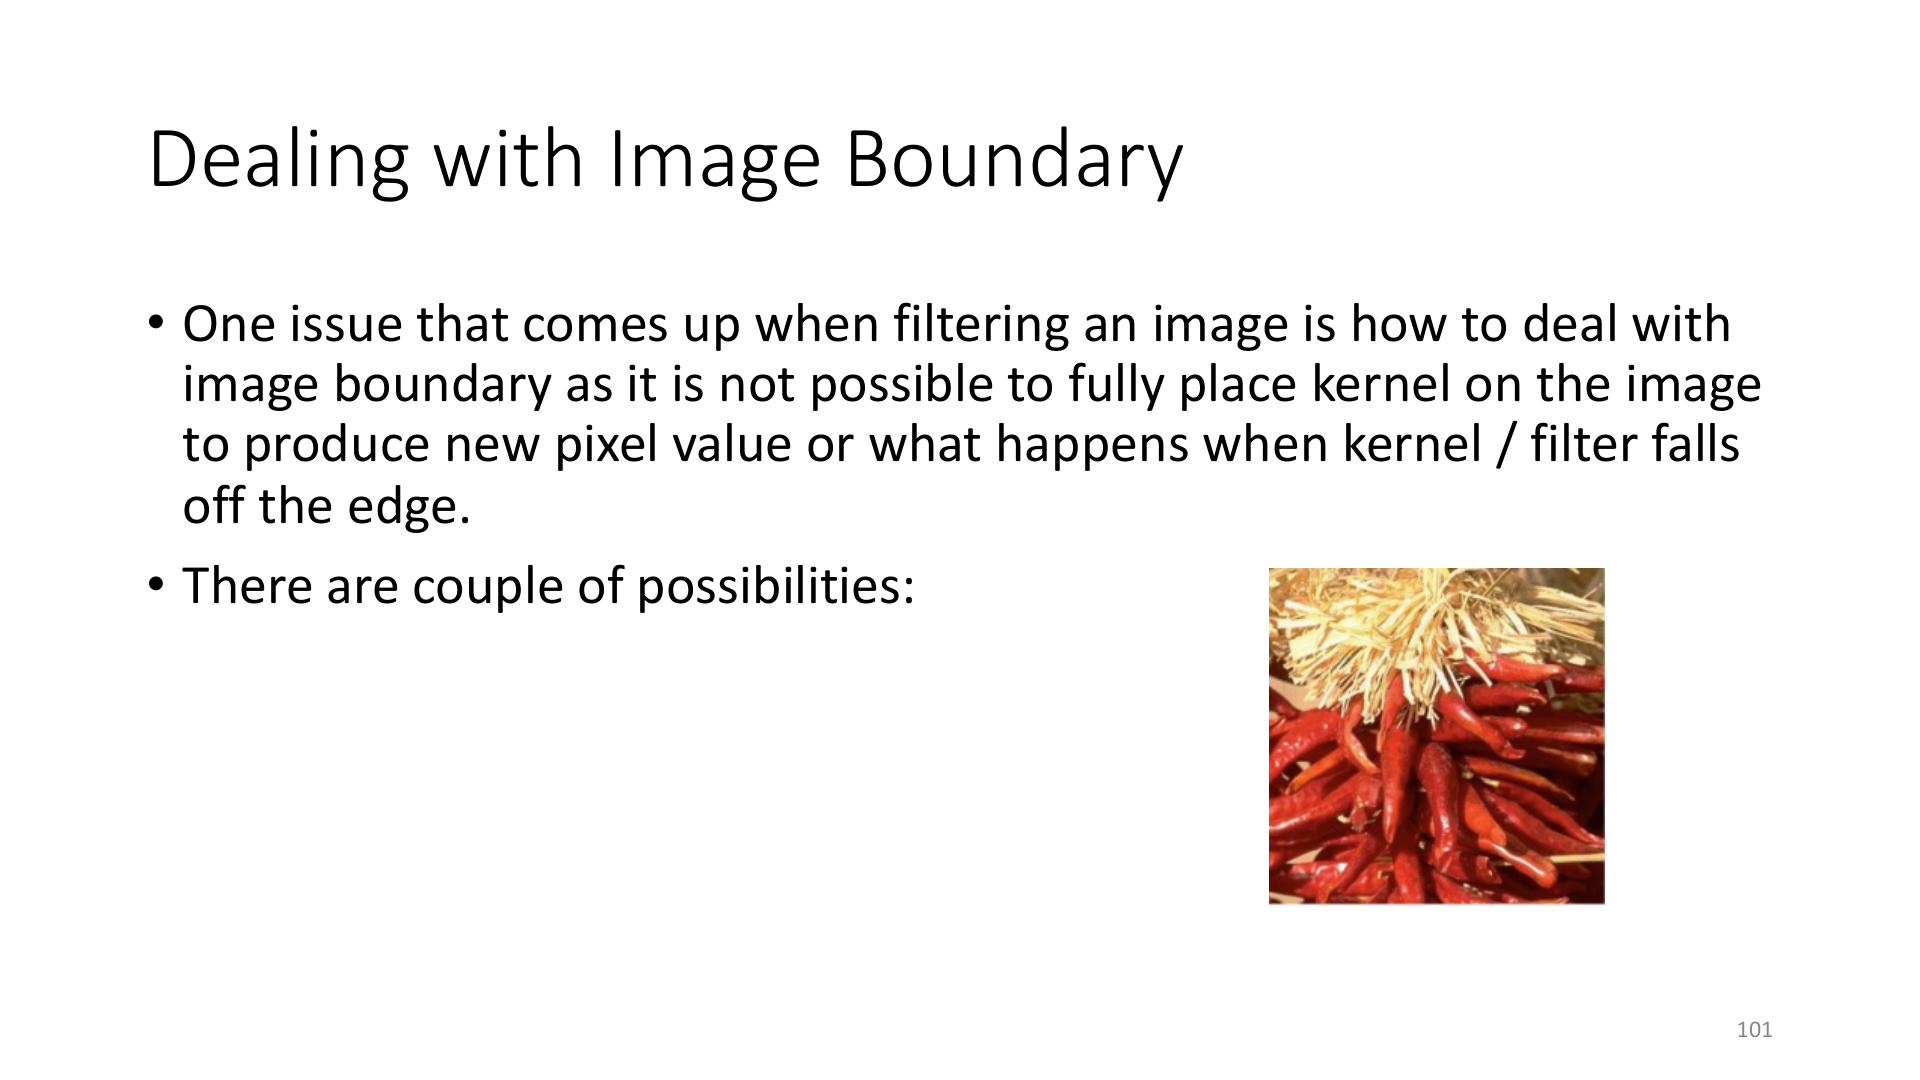 Dealing with Image Boundary
• One issue that comes up when filtering an image is how to deal with
image boundary as it is not possible to fully place kernel on the image
to produce new pixel value or what happens when kernel / filter falls
off the edge.
• There are couple of possibilities:
101